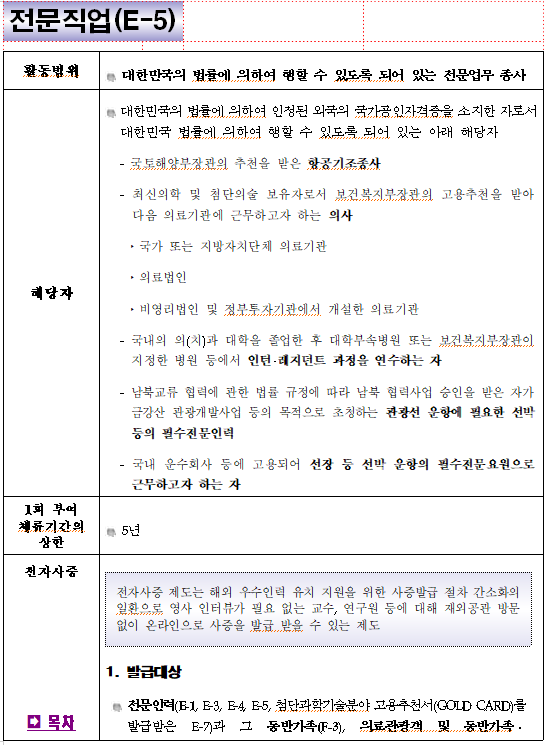 전문직업(E-5)
활동범위
대한민국의 법률에 의하여 행할 수 있도록 되어 있는 전문업무 종사
해당자
대한민국의 법률에 의하여 인정된 외국의 국가공인자격증을 소지한 자로서
대한민국 법률에 의하여 행할 수 있도록 되어 있는 아래 해당자
- 국토해양부장관의 추천을 받은 항공기조종사
- 최신의학 및 첨단의술 보유자로서 보건복지부장관의 고용추천을 받아
다음 의료기관에 근무하고자 하는 의사
‣ 국가 또는 지방자치단체 의료기관
‣ 의료법인
‣ 비영리법인 및 정부투자기관에서 개설한 의료기관
- 국내의 의(치)과 대학을 졸업한 후 대학부속병원 또는 보건복지부장관이
지정한 병원 등에서 인턴·레지던트 과정을 연수하는 자
- 남북교류 협력에 관한 법률 규정에 따라 남북 협력사업 승인을 받은 자가
금강산 관광개발사업 등의 목적으로 초청하는 관광선 운항에 필요한 선박
등의 필수전문인력
- 국내 운수회사 등에 고용되어 선장 등 선박 운항의 필수전문요원으로
근무하고자 하는 자
1회 부여
체류기간의
상한
5년
전자사증
전자사증 제도는 해외 우수인력 유치 지원을 위한 사증발급 절차 간소화의
일환으로 영사 인터뷰가 필요 없는 교수, 연구원 등에 대해 재외공관 방문
없이 온라인으로 사증을 발급 받을 수 있는 제도
1. 발급대상
전문인력(E-1, E-3, E-4, E-5, 첨단과학기술분야 고용추천서(GOLD CARD)를
발급받은 E-7)과 그 동반가족(F-3), 의료관광객 및 동반가족·
목차